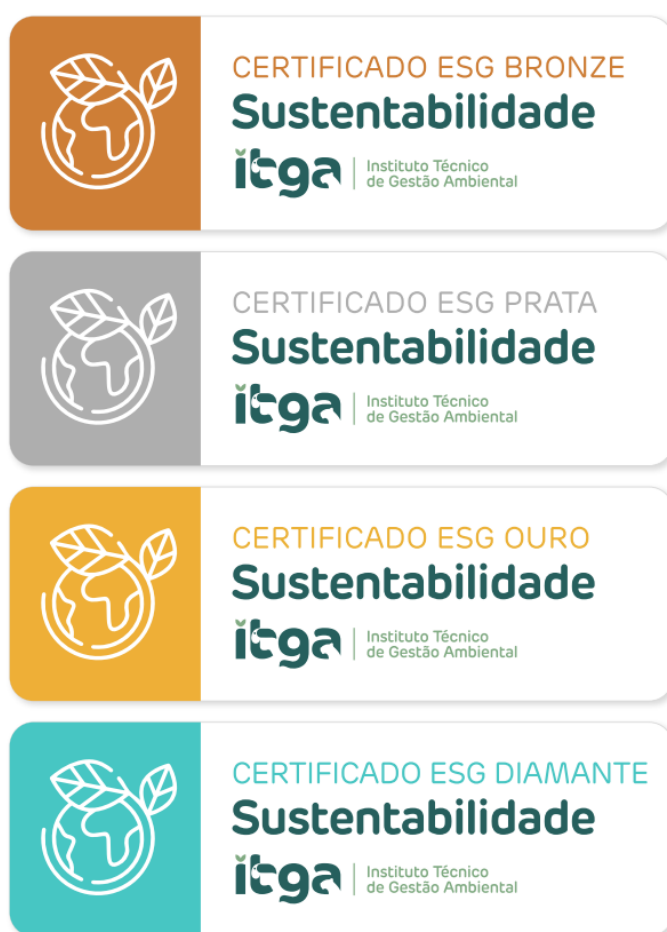 CERTIFICADO ESG BRONZE
Sustentabilidade
itga
Instituto Técnico
de Gestão Ambiental
CERTIFICADO ESG PRATA
Sustentabilidade
itga
Instituto Técnico
de Gestão Ambiental
CERTIFICADO ESG OURO
Sustentabilidade
itga
Instituto Técnico
de Gestão Ambiental
CERTIFICADO ESG DIAMANTE
Sustentabilidade
itga
Instituto Técnico
de Gestão Ambiental